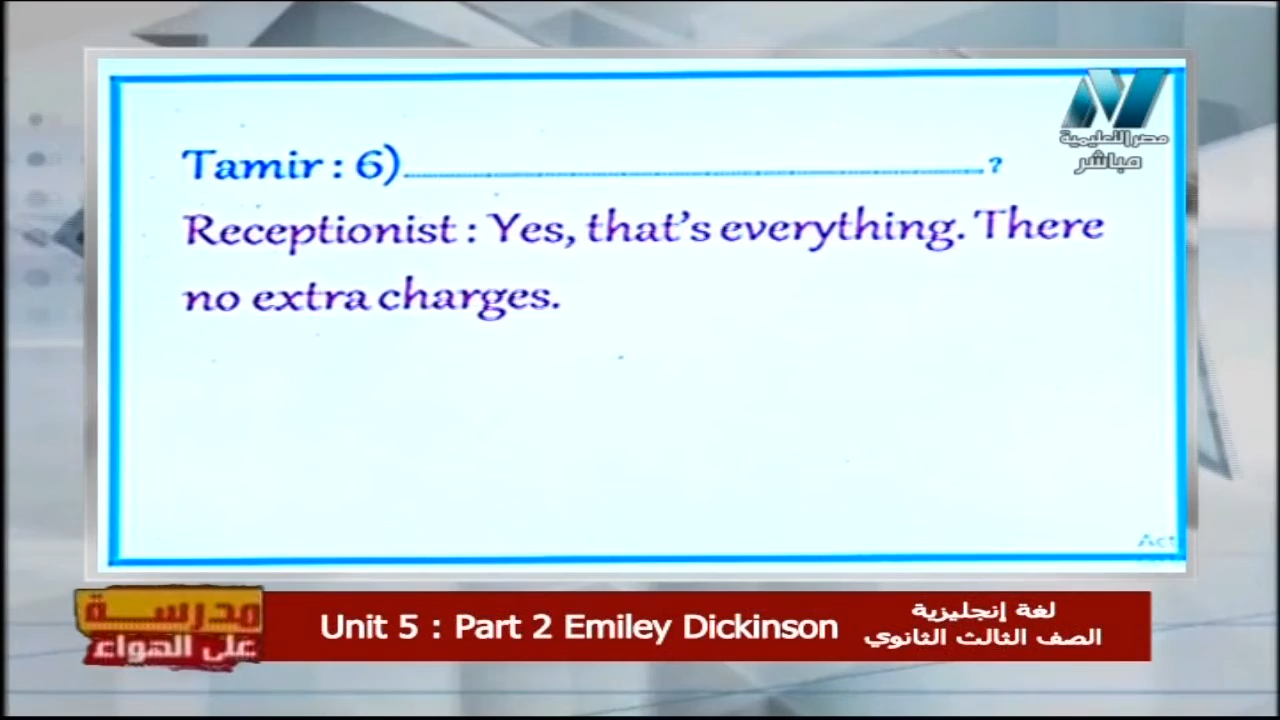 Tamir : 6)..............................................................?
Receptionist : Yes, that's everything. There
no extra charges.
مصر التعليمية
مباشر
Act
مدرسة
على الهواء
Unit 5 : Part 2 Emiley Dickinson
لغة إنجليزية
الصف الثالث الثانوي